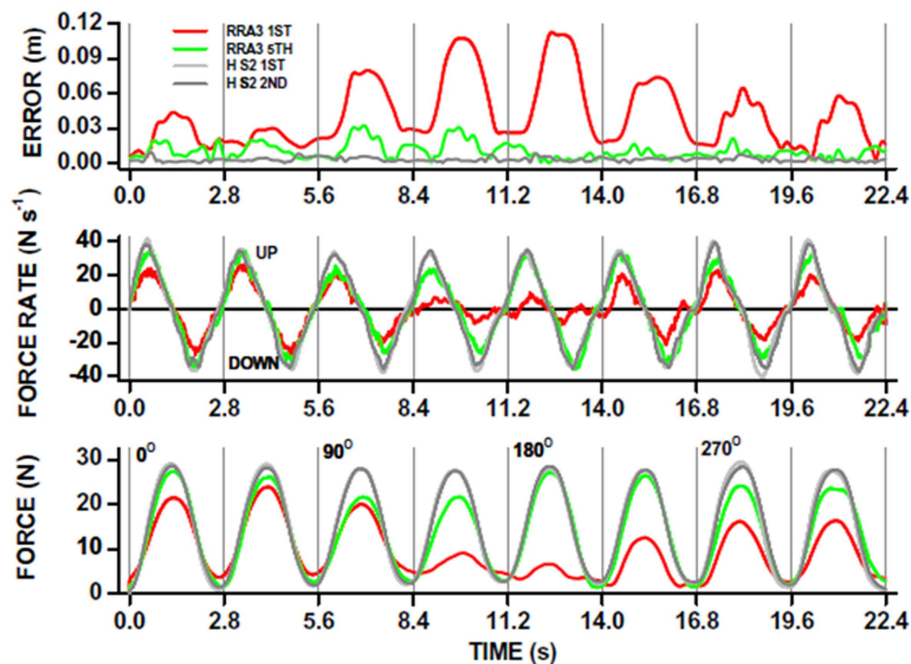 ERROR (m)
0.12
0.09
0.06
0.03
0.00
RRA3 1ST
RRA3 5TH
H S2 1ST
H S2 2ND
0.0 2.8 5.6 8.4 11.2 14.0 16.8 19.6 22.4
FORCE RATE (N s⁻¹)
40
20
0
-20
-40
UP
DOWN
0.0 2.8 5.6 8.4 11.2 14.0 16.8 19.6 22.4
FORCE (N)
30
20
10
0
0° 90° 180° 270°
0.0 2.8 5.6 8.4 11.2 14.0 16.8 19.6 22.4
TIME (s)